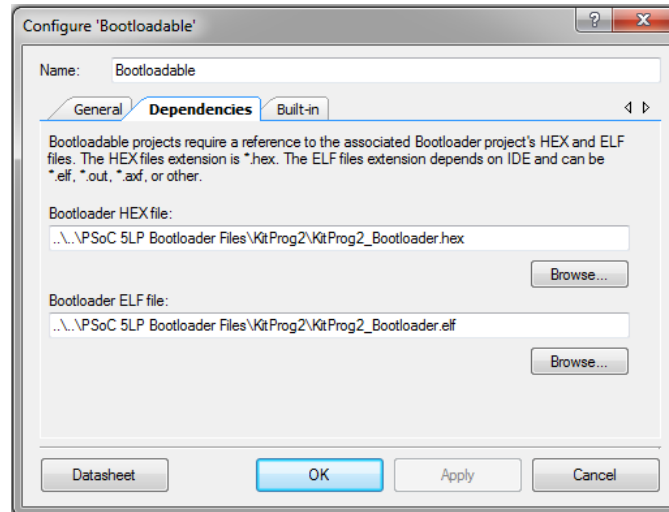 Configure 'Bootloadable'
Name: Bootloadable
General Dependencies Built-in
Bootloadable projects require a reference to the associated Bootloader project's HEX and ELF
files. The HEX files extension is *.hex. The ELF files extension depends on IDE and can be
*.elf, *.out, *.axf, or other.
Bootloader HEX file:
..\..\PSoC 5LP Bootloader Files\KitProg2\KitProg2_Bootloader.hex
Browse...
Bootloader ELF file:
..\..\PSoC 5LP Bootloader Files\KitProg2\KitProg2_Bootloader.elf
Browse...
Datasheet OK Apply Cancel